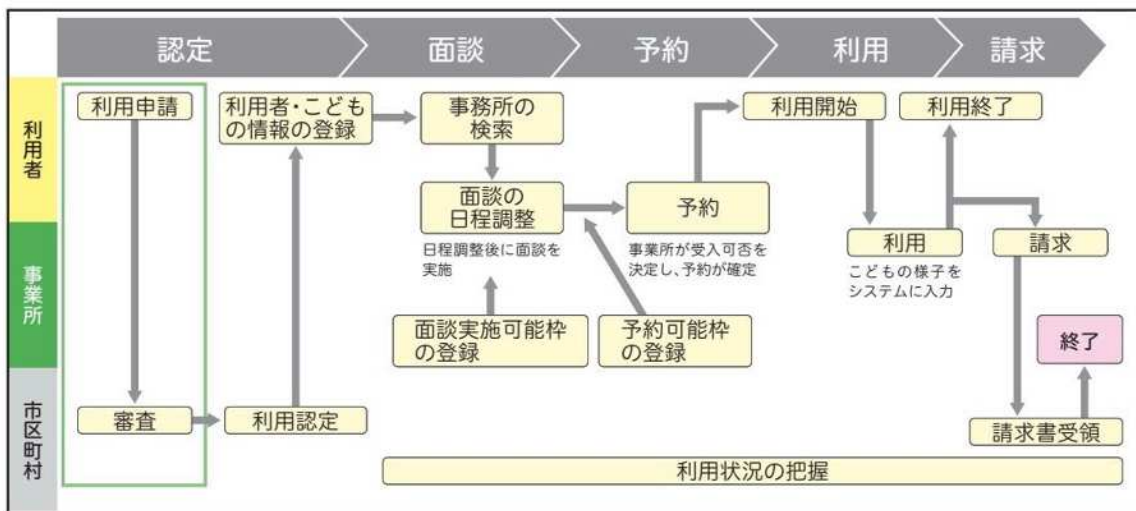 認定
面談
予約
利用
請求
利用者
事業所
市区町村
利用申請
審査
利用者・こども
の情報の登録
利用認定
事務所の
検索
面談の
日程調整
日程調整後に面談を
実施
面談実施可能枠
の登録
予約
事業所が受入可否を
決定し、予約が確定
予約可能枠
の登録
利用開始
利用
こどもの様子を
システムに入力
利用終了
請求
請求書受領
終了
利用状況の把握